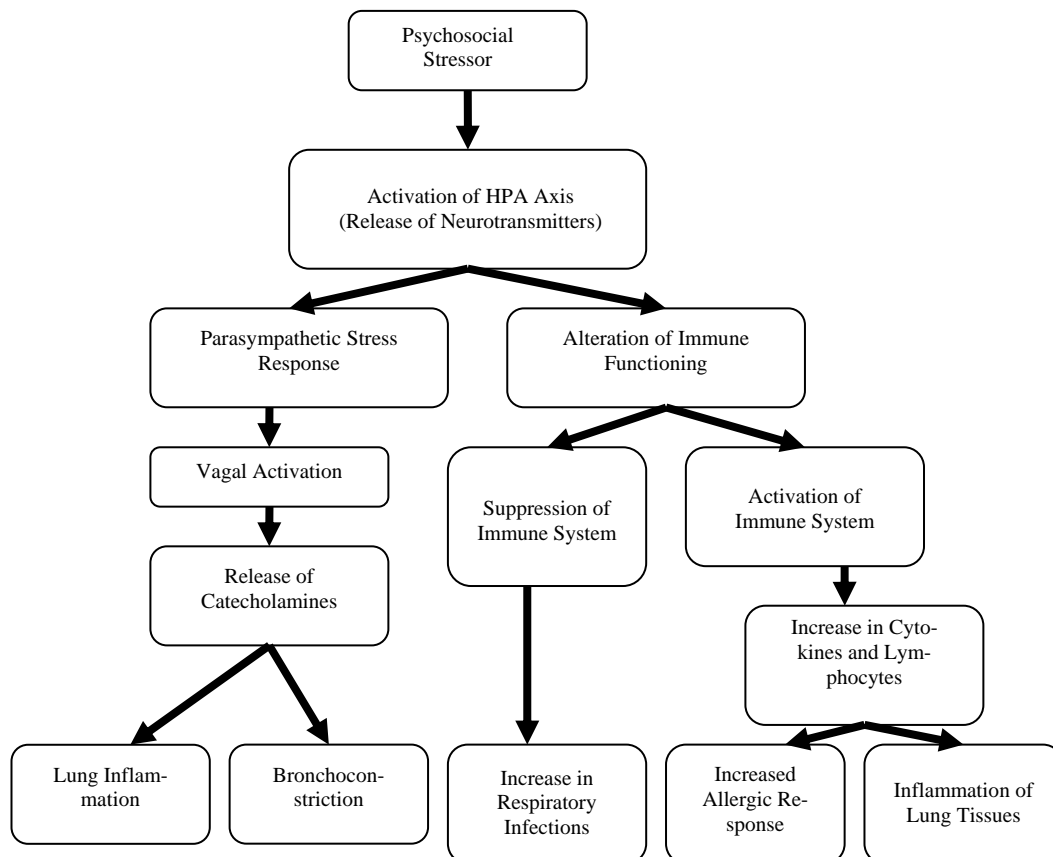 Psychosocial
Stressor
Activation of HPA Axis
(Release of Neurotransmitters)
Parasympathetic Stress
Response
Alteration of Immune
Functioning
Vagal Activation
Suppression of
Immune System
Activation of
Immune System
Release of
Catecholamines
Increase in Cyto-
kines and Lym-
phocytes
Lung Inflam-
mation
Bronchocon-
striction
Increase in
Respiratory
Infections
Increased
Allergic Re-
sponse
Inflammation of
Lung Tissues